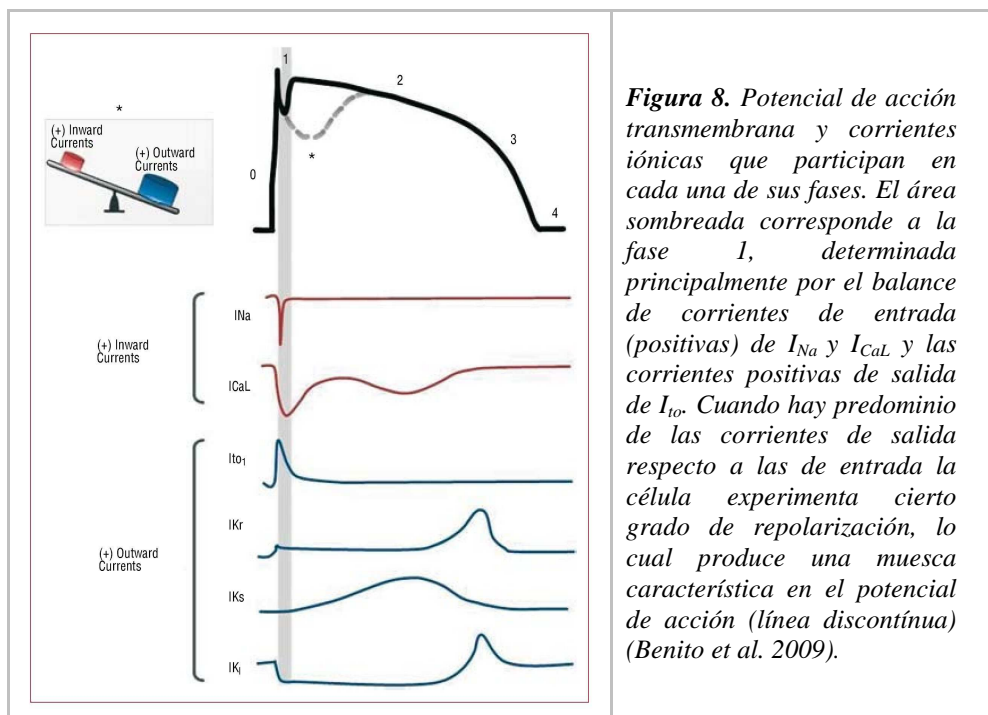 *
(+) Inward
Currents
(+) Outward
Currents
0
1
2
3
4
*
INa
(+) Inward
Currents
ICaL
Ito1
IKr
(+) Outward
Currents
IKs
IKi
Figura 8. Potencial de acción
transmembrana y corrientes
iónicas que participan en
cada una de sus fases. El área
sombreada corresponde a la
fase 1, determinada
principalmente por el balance
de corrientes de entrada
(positivas) de INa y ICaL y las
corrientes positivas de salida
de Ito. Cuando hay predominio
de las corrientes de salida
respecto a las de entrada la
célula experimenta cierto
grado de repolarización, lo
cual produce una muesca
característica en el potencial
de acción (línea discontínua)
(Benito et al. 2009).